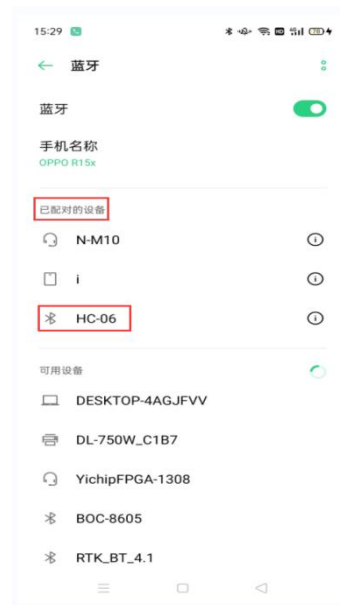 15:29
蓝牙
蓝牙
手机名称
OPPO R15x
已配对的设备
N-M10
i
HC-06
可用设备
DESKTOP-4AGJFVV
DL-750W_C1B7
YichipFPGA-1308
BOC-8605
RTK_BT_4.1